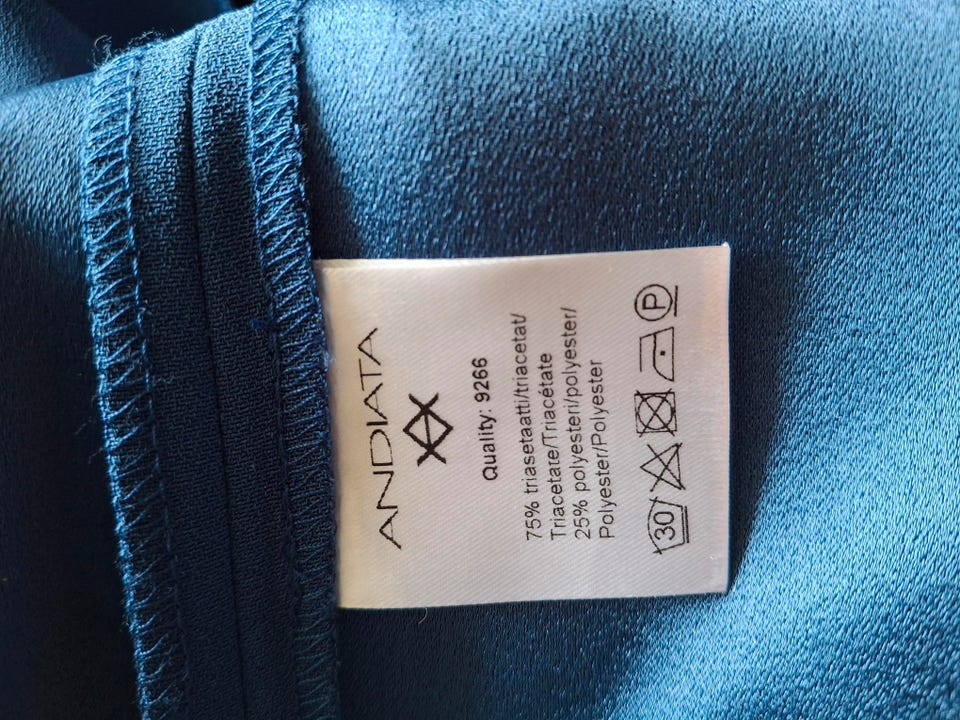 ANDIATA
Quality: 9266
75% triasetaatti/triacetat/
Triacetate/Triacétate
25% polyesteri/polyester/
Polyester/Polyester
30 P